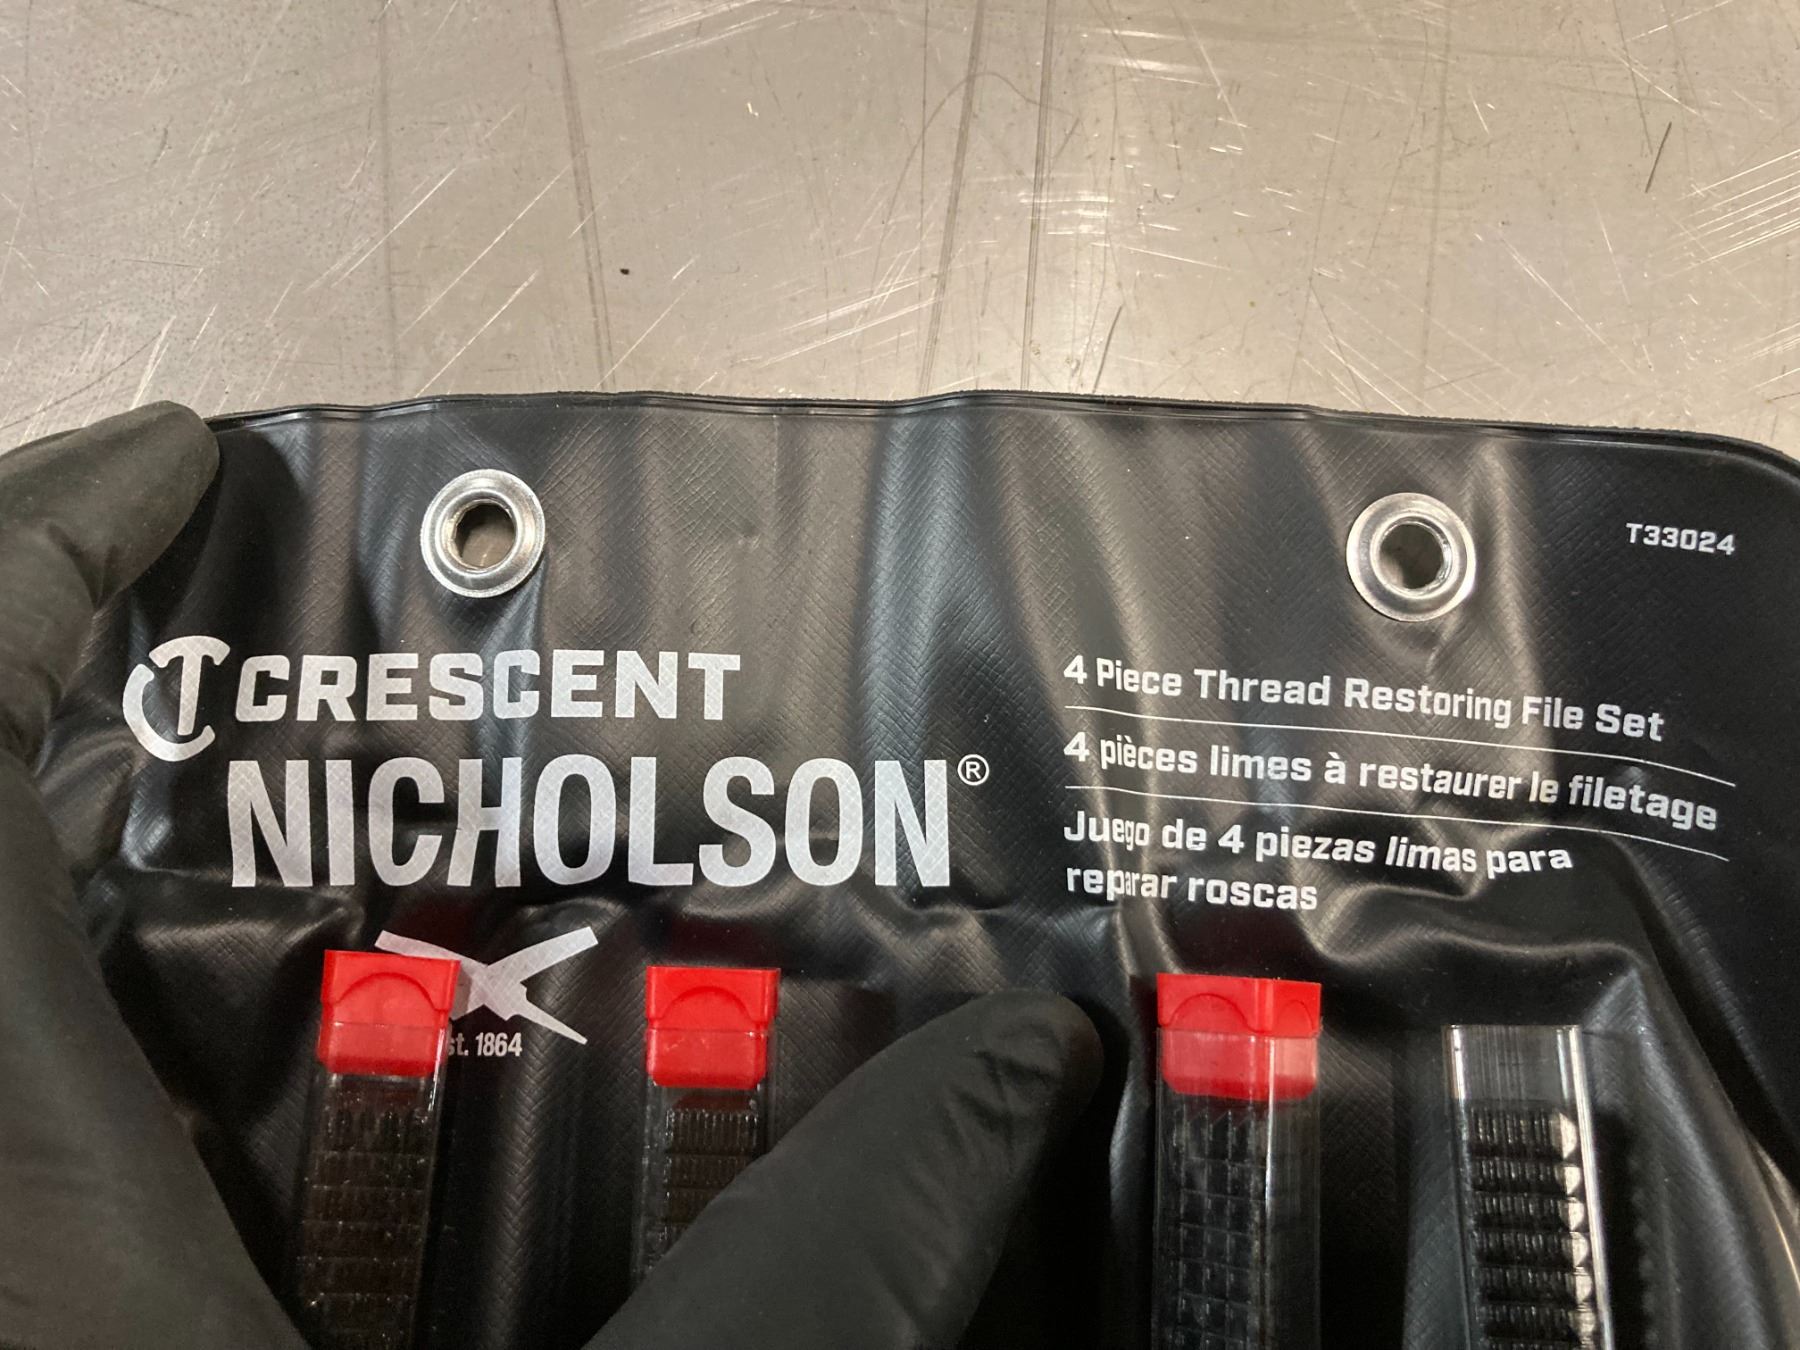 T33024
CRESCENT
NICHOLSON®
st. 1864
4 Piece Thread Restoring File Set
4 pièces limes à restaurer le filetage
Juego de 4 piezas limas para
reparar roscas